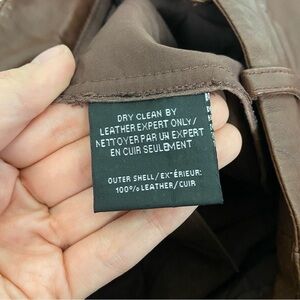 DRY CLEAN BY
LEATHER EXPERT ONLY/
NETTOYER PAR UN EXPERT
EN CUIR SEULEMENT
OUTER SHELL/EXTÉRIEUR:
100% LEATHER/CUIR